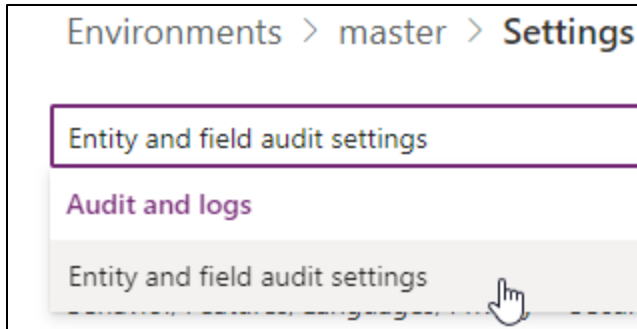 Environments > master > Settings
Entity and field audit settings
Audit and logs
Entity and field audit settings